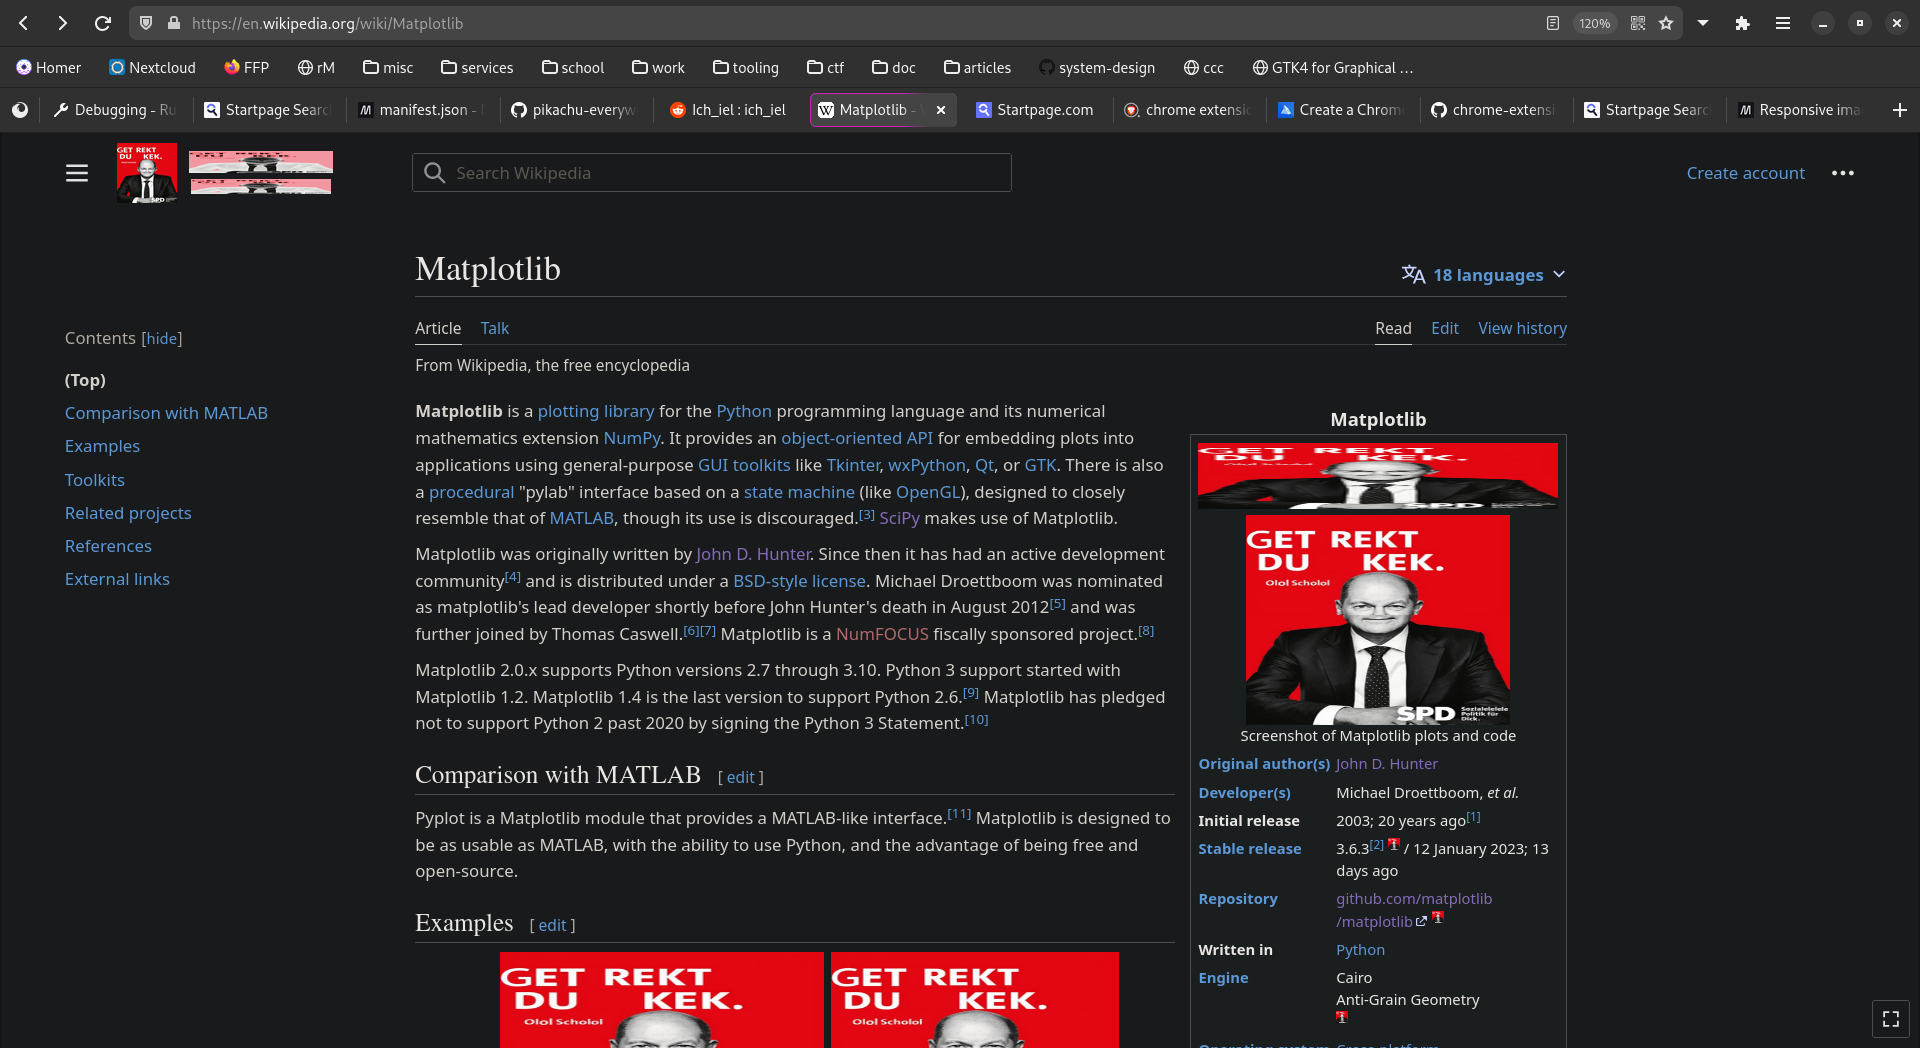 https://en.wikipedia.org/wiki/Matplotlib
120%
Homer
Nextcloud
FFP
rM
misc
services
school
work
tooling
ctf
doc
articles
system-design
ccc
GTK4 for Graphical …
Debugging - Ru
Startpage Searc
manifest.json -
pikachu-everyw
Ich_iel : ich_iel
Matplotlib -
Startpage.com
chrome extensi
Create a Chrom
chrome-extensi
Startpage Searc
Responsive ima
GET REKT
DU KEK.
SPD
Search Wikipedia
Create account
Matplotlib
18 languages
Article
Talk
Read
Edit
View history
From Wikipedia, the free encyclopedia
Contents [hide]
(Top)
Comparison with MATLAB
Examples
Toolkits
Related projects
References
External links
Matplotlib is a plotting library for the Python programming language and its numerical
mathematics extension NumPy. It provides an object-oriented API for embedding plots into
applications using general-purpose GUI toolkits like Tkinter, wxPython, Qt, or GTK. There is also
a procedural "pylab" interface based on a state machine (like OpenGL), designed to closely
resemble that of MATLAB, though its use is discouraged.[3] SciPy makes use of Matplotlib.
Matplotlib was originally written by John D. Hunter. Since then it has had an active development
community[4] and is distributed under a BSD-style license. Michael Droettboom was nominated
as matplotlib's lead developer shortly before John Hunter's death in August 2012[5] and was
further joined by Thomas Caswell.[6][7] Matplotlib is a NumFOCUS fiscally sponsored project.[8]
Matplotlib 2.0.x supports Python versions 2.7 through 3.10. Python 3 support started with
Matplotlib 1.2. Matplotlib 1.4 is the last version to support Python 2.6.[9] Matplotlib has pledged
not to support Python 2 past 2020 by signing the Python 3 Statement.[10]
Comparison with MATLAB [ edit ]
Pyplot is a Matplotlib module that provides a MATLAB-like interface.[11] Matplotlib is designed to
be as usable as MATLAB, with the ability to use Python, and the advantage of being free and
open-source.
Examples [ edit ]
GET REKT
DU KEK.
Olol Scholol
GET REKT
DU KEK.
Olol Scholol
Matplotlib
GET REKT
DU KEK.
Olol Scholol
SPD
GET REKT
DU KEK.
Olol Scholol
SPD
Sozialelelele
Politik für
Dick.
Screenshot of Matplotlib plots and code
Original author(s) John D. Hunter
Developer(s) Michael Droettboom, et al.
Initial release 2003; 20 years ago[1]
Stable release 3.6.3[2] / 12 January 2023; 13
days ago
Repository github.com/matplotlib
/matplotlib
Written in Python
Engine Cairo
Anti-Grain Geometry
Operating system Cross-platform